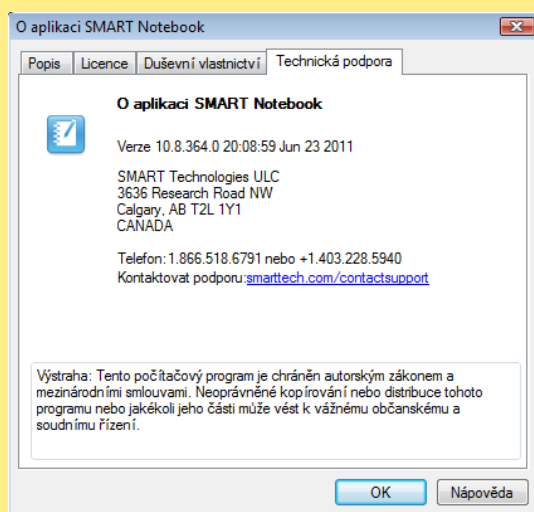 O aplikaci SMART Notebook
Popis Licence Duševní vlastnictví Technická podpora
O aplikaci SMART Notebook
Verze 10.8.364.0 20:08:59 Jun 23 2011
SMART Technologies ULC
3636 Research Road NW
Calgary, AB T2L 1Y1
CANADA
Telefon: 1.866.518.6791 nebo +1.403.228.5940
Kontaktovat podporu:smarttech.com/contactsupport
Výstraha: Tento počítačový program je chráněn autorským zákonem a
mezinárodními smlouvami. Neoprávněné kopírování nebo distribuce tohoto
programu nebo jakékoli jeho části může vést k vážnému občanskému a
soudnímu řízení.
OK Nápověda